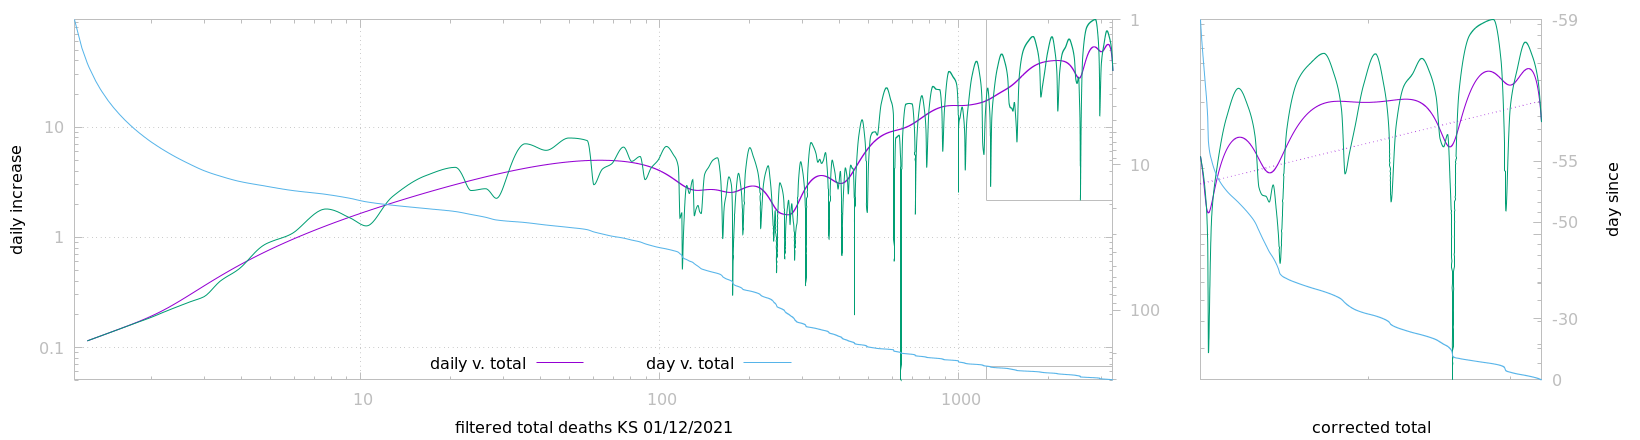 daily increase
10
1
0.1
daily v. total
day v. total
10
100
1000
filtered total deaths KS 01/12/2021
1
10
100
-59
-55
-50
-30
0
day since
corrected total